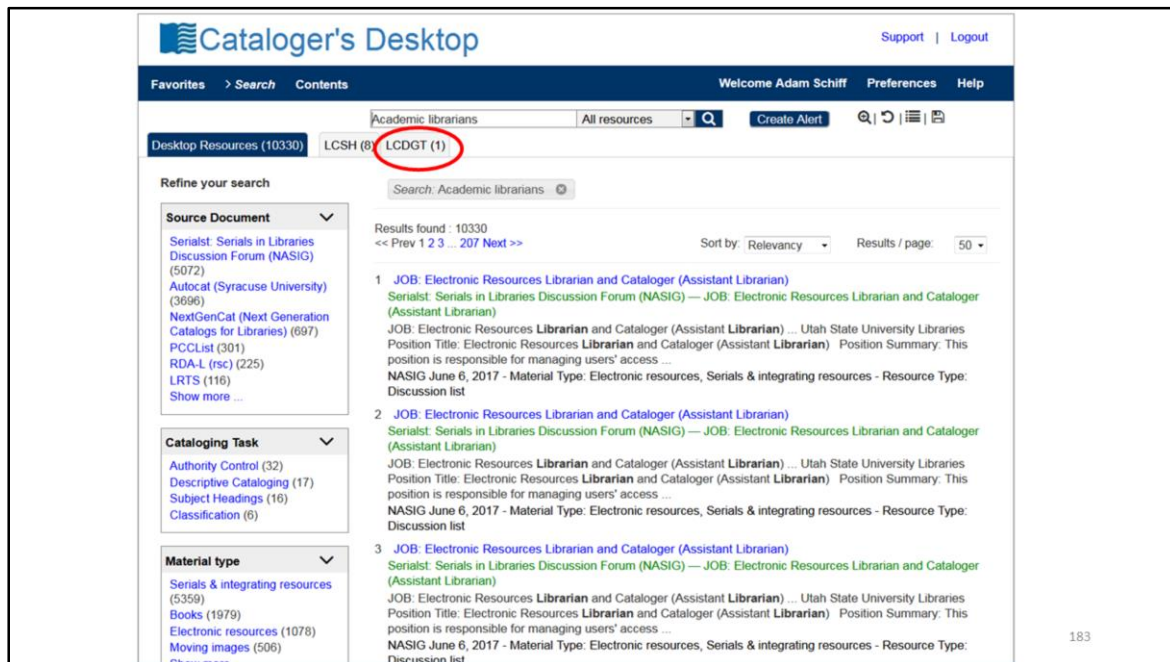 Cataloger's Desktop
Support | Logout
Favorites > Search Contents
Welcome Adam Schiff Preferences Help
Academic librarians All resources Create Alert
Desktop Resources (10330) LCSH (8) LCDGT (1)
Refine your search
Search: Academic librarians
Source Document
Serialst: Serials in Libraries
Discussion Forum (NASIG)
(5072)
Autocat (Syracuse University)
(3696)
NextGenCat (Next Generation
Catalogs for Libraries) (697)
PCCList (301)
RDA-L (rsc) (225)
LRTS (116)
Show more ...
Cataloging Task
Authority Control (32)
Descriptive Cataloging (17)
Subject Headings (16)
Classification (6)
Material type
Serials & integrating resources
(5359)
Books (1979)
Electronic resources (1078)
Moving images (506)
Show more
Results found : 10330
<< Prev 1 2 3 ... 207 Next >>
Sort by: Relevancy
Results / page: 50
1 JOB: Electronic Resources Librarian and Cataloger (Assistant Librarian)
Serialst: Serials in Libraries Discussion Forum (NASIG) — JOB: Electronic Resources Librarian and Cataloger
(Assistant Librarian)
JOB: Electronic Resources Librarian and Cataloger (Assistant Librarian) ... Utah State University Libraries
Position Title: Electronic Resources Librarian and Cataloger (Assistant Librarian) Position Summary: This
position is responsible for managing users' access ...
NASIG June 6, 2017 - Material Type: Electronic resources, Serials & integrating resources - Resource Type:
Discussion list
2 JOB: Electronic Resources Librarian and Cataloger (Assistant Librarian)
Serialst: Serials in Libraries Discussion Forum (NASIG) — JOB: Electronic Resources Librarian and Cataloger
(Assistant Librarian)
JOB: Electronic Resources Librarian and Cataloger (Assistant Librarian) ... Utah State University Libraries
Position Title: Electronic Resources Librarian and Cataloger (Assistant Librarian) Position Summary: This
position is responsible for managing users' access ...
NASIG June 6, 2017 - Material Type: Electronic resources, Serials & integrating resources - Resource Type:
Discussion list
3 JOB: Electronic Resources Librarian and Cataloger (Assistant Librarian)
Serialst: Serials in Libraries Discussion Forum (NASIG) — JOB: Electronic Resources Librarian and Cataloger
(Assistant Librarian)
JOB: Electronic Resources Librarian and Cataloger (Assistant Librarian) ... Utah State University Libraries
Position Title: Electronic Resources Librarian and Cataloger (Assistant Librarian) Position Summary: This
position is responsible for managing users' access ...
NASIG June 6, 2017 - Material Type: Electronic resources, Serials & integrating resources - Resource Type:
Discussion list
183